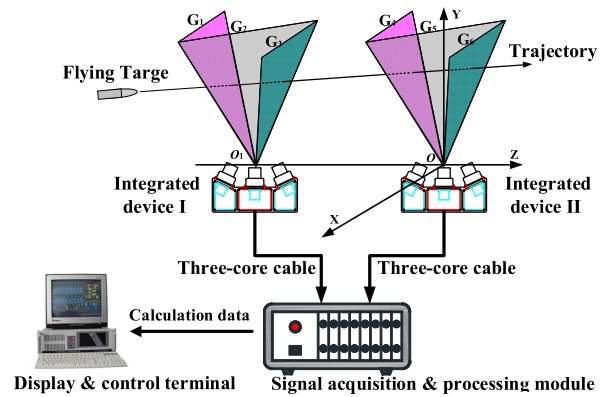 G1 G2 G3 G4 G5 G6 Y
Trajectory
Flying Targe
O1 O Z
Integrated
device I
Integrated
device II
X
Three-core cable
Three-core cable
Calculation data
Display & control terminal
Signal acquisition & processing module